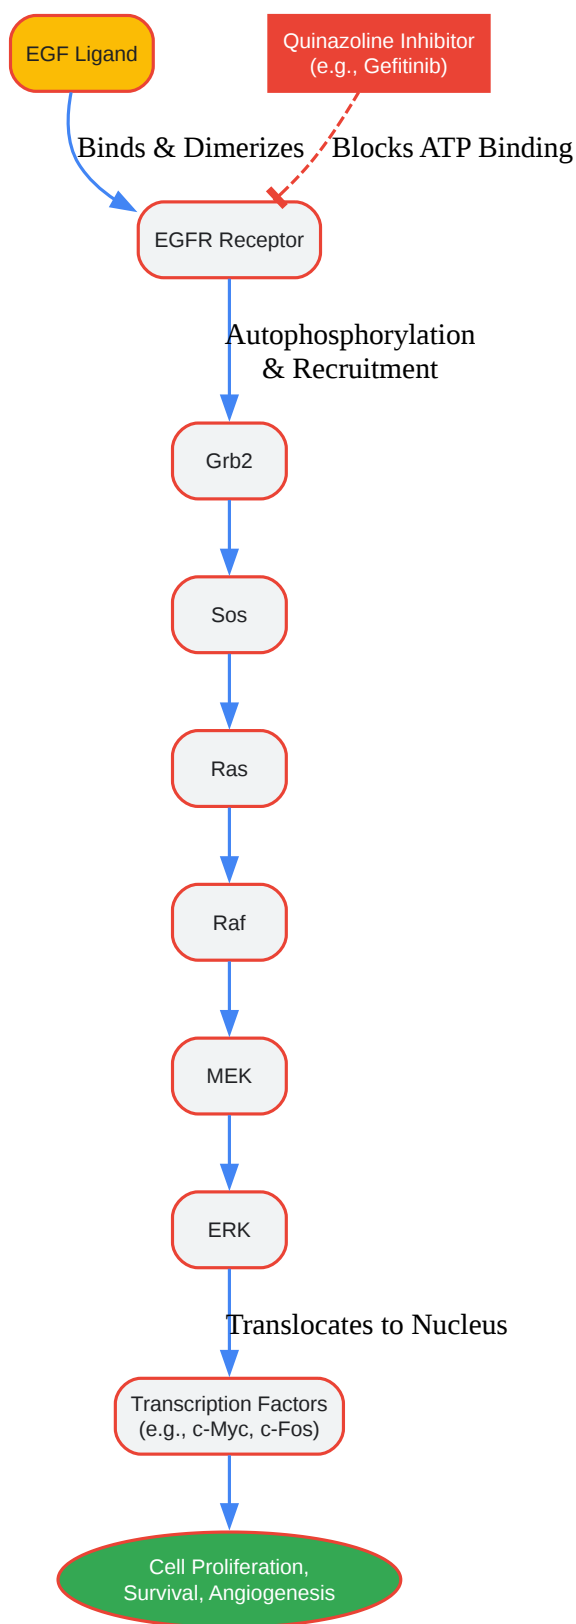 EGF Ligand
Quinazoline Inhibitor
(e.g., Gefitinib)
Binds & Dimerizes
Blocks ATP Binding
EGFR Receptor
Autophosphorylation
& Recruitment
Grb2
Sos
Ras
Raf
MEK
ERK
Translocates to Nucleus
Transcription Factors
(e.g., c-Myc, c-Fos)
Cell Proliferation,
Survival, Angiogenesis